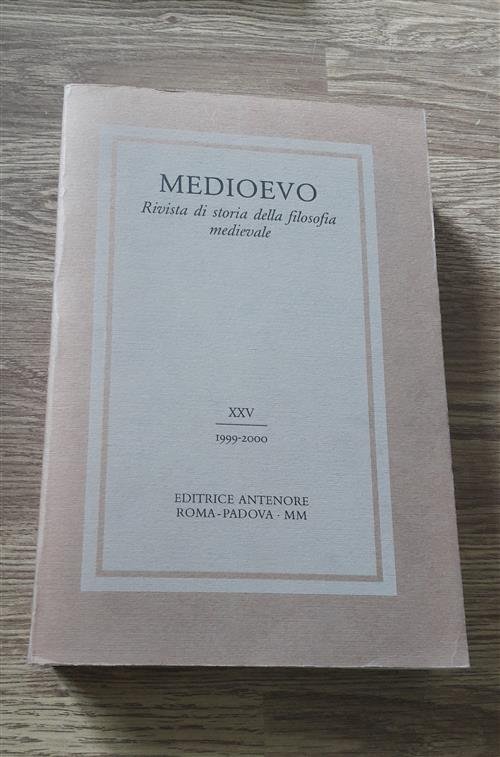 MEDIOEVO
Rivista di storia della filosofia
medievale
XXV
1999-2000
EDITRICE ANTENORE
ROMA-PADOVA · MM